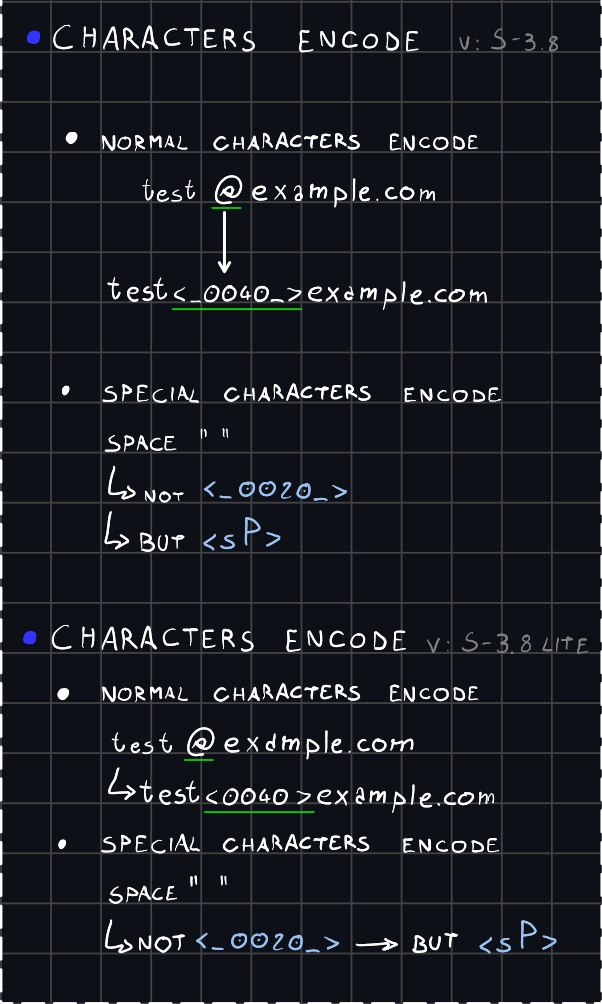 CHARACTERS ENCODE v: S-3.8
NORMAL CHARACTERS ENCODE
test @ example.com
test<_0040_>example.com
SPECIAL CHARACTERS ENCODE
SPACE " "
NOT <_0020_>
BUT <sP>
CHARACTERS ENCODE v: S-3.8 LITE
NORMAL CHARACTERS ENCODE
test @ example.com
test<0040>example.com
SPECIAL CHARACTERS ENCODE
SPACE " "
NOT <_0020_> → BUT <sP>